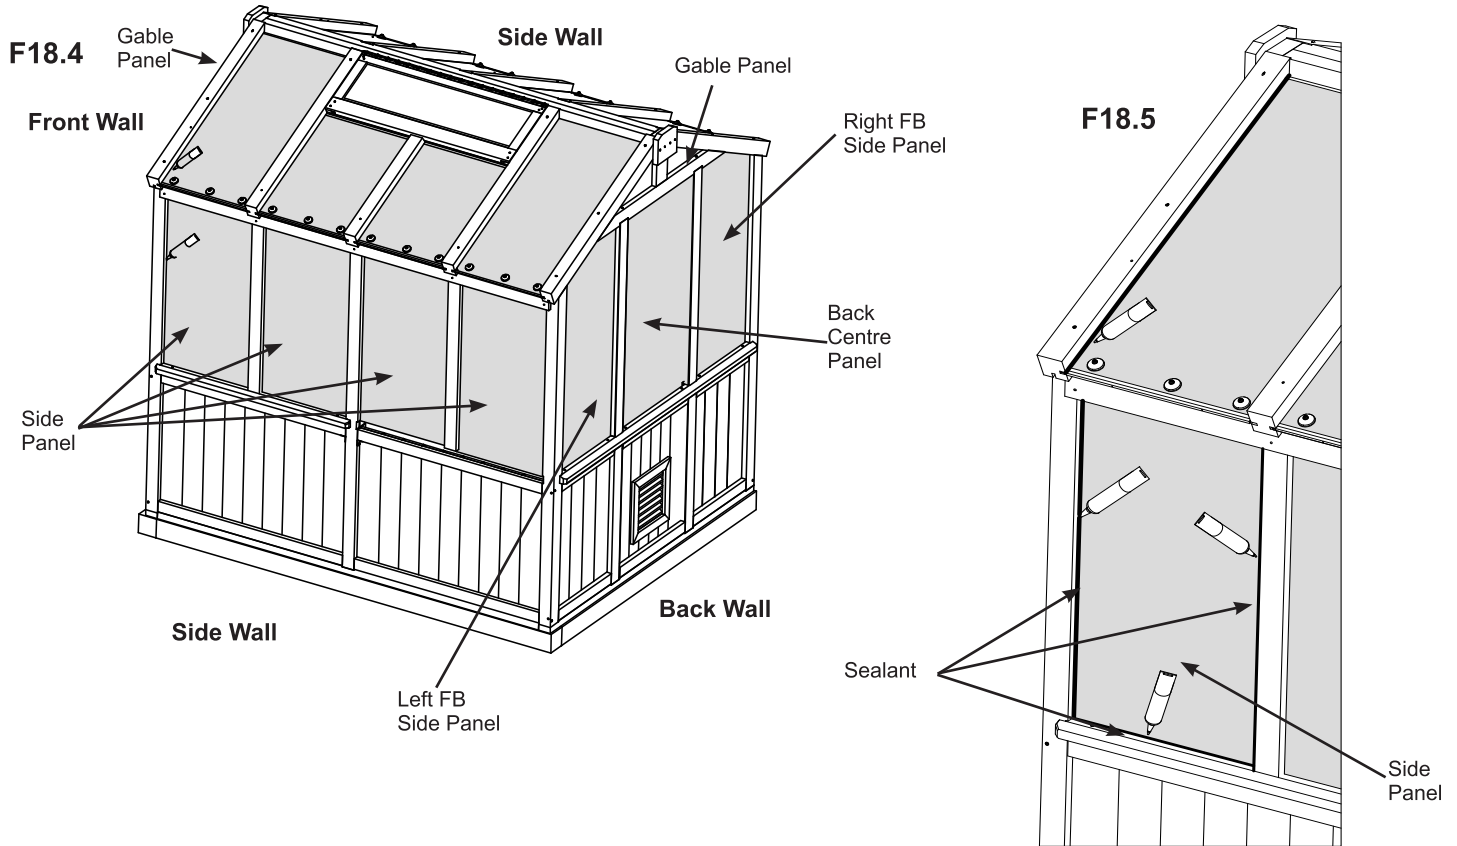 F18.4
Gable
Panel
Side Wall
Gable Panel
Front Wall
Right FB
Side Panel
Back
Centre
Panel
Side
Panel
Side Wall
Back Wall
Left FB
Side Panel
F18.5
Sealant
Side
Panel